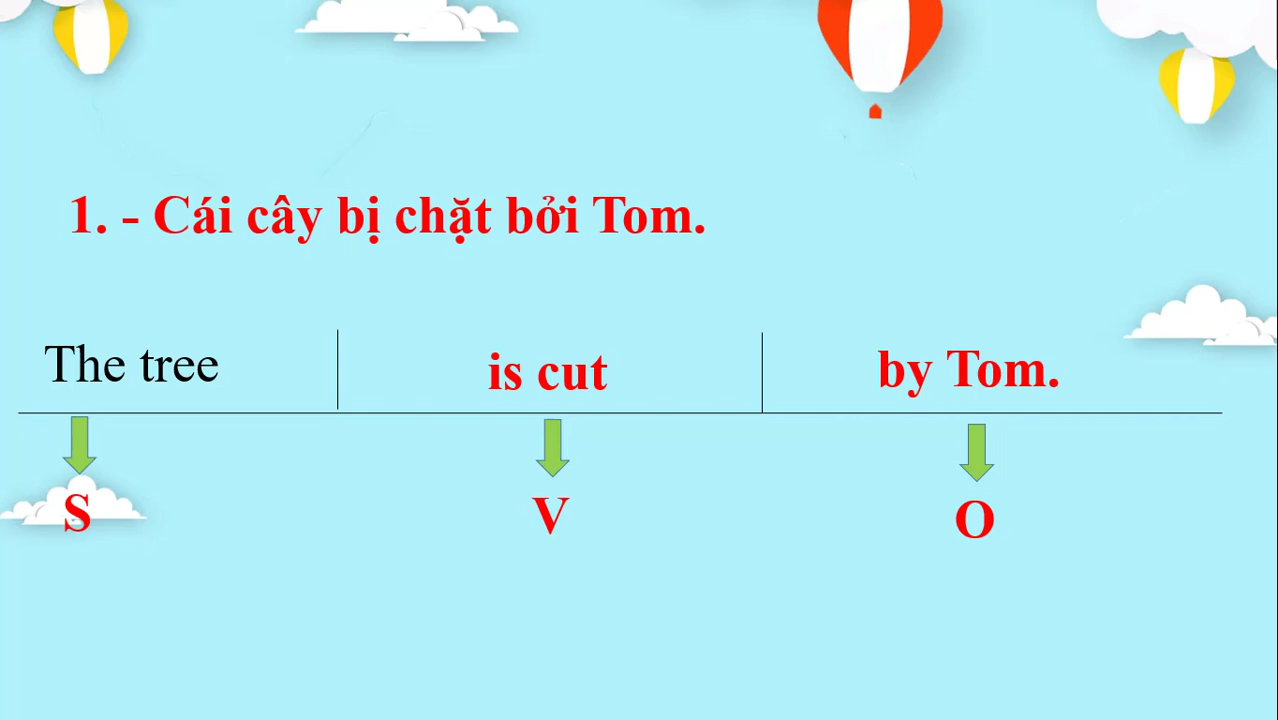 1. - Cái cây bị chặt bởi Tom.
The tree is cut by Tom.
S V O